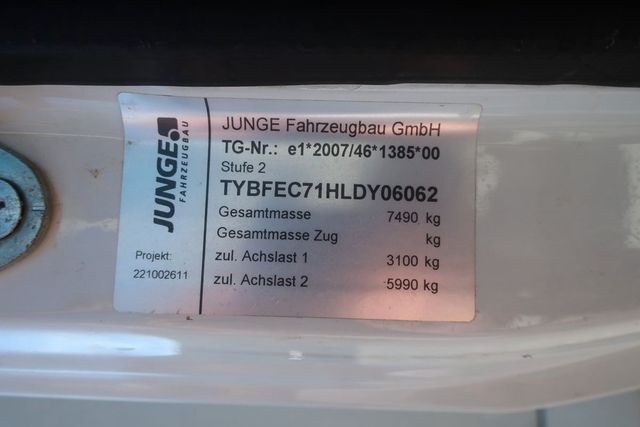 JUNGE
FAHRZEUGBAU
Projekt:
221002611
JUNGE Fahrzeugbau GmbH
TG-Nr.: e1*2007/46*1385*00
Stufe 2
TYBFEC71HLDY06062
Gesamtmasse 7490 kg
Gesamtmasse Zug kg
zul. Achslast 1 3100 kg
zul. Achslast 2 5990 kg